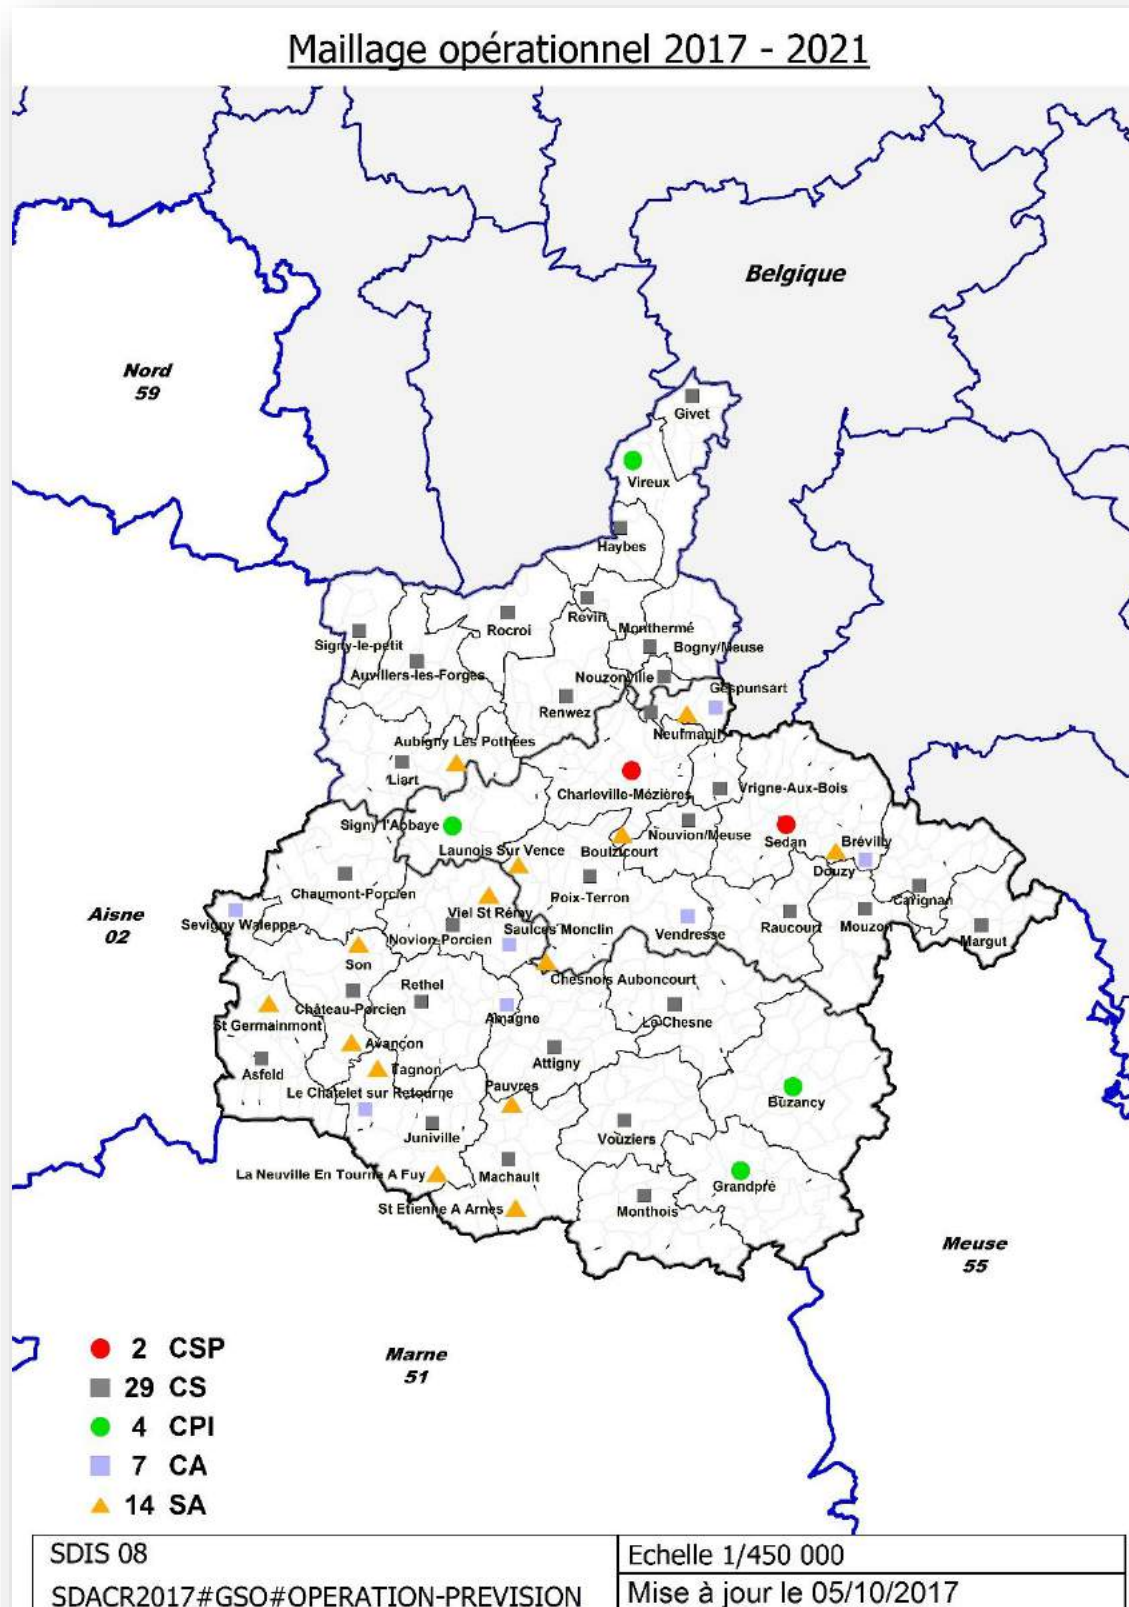 Maillage opérationnel 2017 - 2021
Belgique
Nord
59
Givet
Vireux
Haybes
Revin
Rocroi
Monthermé
Signy-le-petit
Bogny/Meuse
Auvillers-les-Forges
Nouzonville
Gespunsart
Renwez
Neufmanil
Aubigny Les Pothées
Liart
Charleville-Mézières
Vrigne-Aux-Bois
Signy l'Abbaye
Nouvion/Meuse
Sedan
Brévilly
Launois Sur Vence
Boulzicourt
Douzy
Chaumont-Porcien
Poix-Terron
Carignan
Aisne
02
Viel St Rémy
Sevigny Waleppe
Saulces Monclin
Vendresse
Raucourt
Mouzon
Novion-Porcien
Margut
Son
Chesnois Auboncourt
Rethel
Château-Porcien
Amagne
Le Chesne
St Germainmont
Avançon
Attigny
Asfeld
Tagnon
Pauvres
Le Chatelet sur Retourne
Buzancy
Juniville
Vouziers
La Neuville En Tourne A Fuy
Machault
Grandpré
St Etienne A Arnes
Monthois
Meuse
55
Marne
51
2 CSP
29 CS
4 CPI
7 CA
14 SA
SDIS 08
Echelle 1/450 000
SDACR2017#GSO#OPERATION-PREVISION
Mise à jour le 05/10/2017